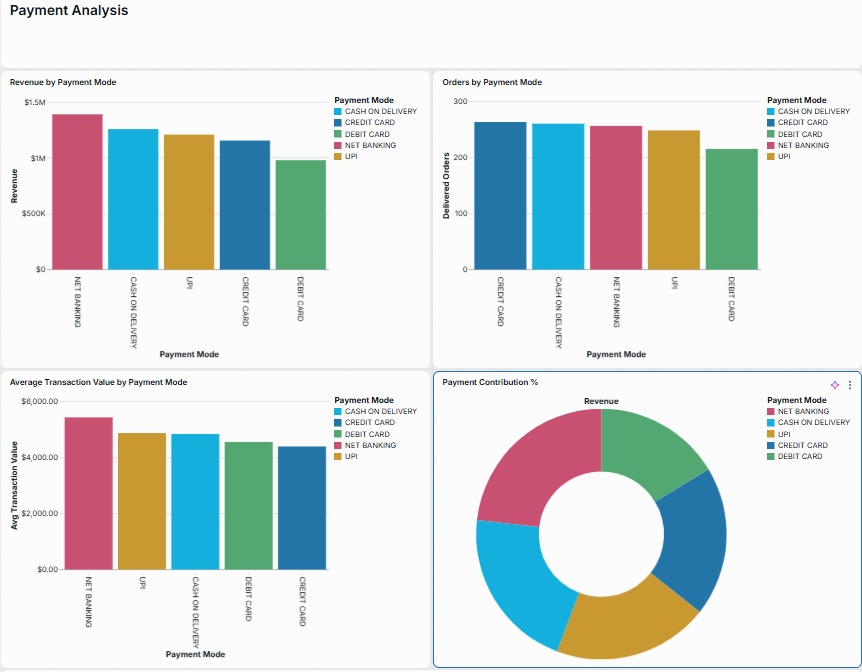 Payment Analysis
Revenue by Payment Mode
Payment Mode
CASH ON DELIVERY
CREDIT CARD
DEBIT CARD
NET BANKING
UPI
$1.5M
$1M
$500K
$0
Revenue
NET BANKING
CASH ON DELIVERY
UPI
CREDIT CARD
DEBIT CARD
Payment Mode
Orders by Payment Mode
Payment Mode
CASH ON DELIVERY
CREDIT CARD
DEBIT CARD
NET BANKING
UPI
300
200
100
0
Delivered Orders
CREDIT CARD
CASH ON DELIVERY
NET BANKING
UPI
DEBIT CARD
Payment Mode
Average Transaction Value by Payment Mode
Payment Mode
CASH ON DELIVERY
CREDIT CARD
DEBIT CARD
NET BANKING
UPI
$6,000.00
$4,000.00
$2,000.00
$0.00
Avg Transaction Value
NET BANKING
UPI
CASH ON DELIVERY
DEBIT CARD
CREDIT CARD
Payment Mode
Payment Contribution %
Revenue
Payment Mode
NET BANKING
CASH ON DELIVERY
UPI
CREDIT CARD
DEBIT CARD